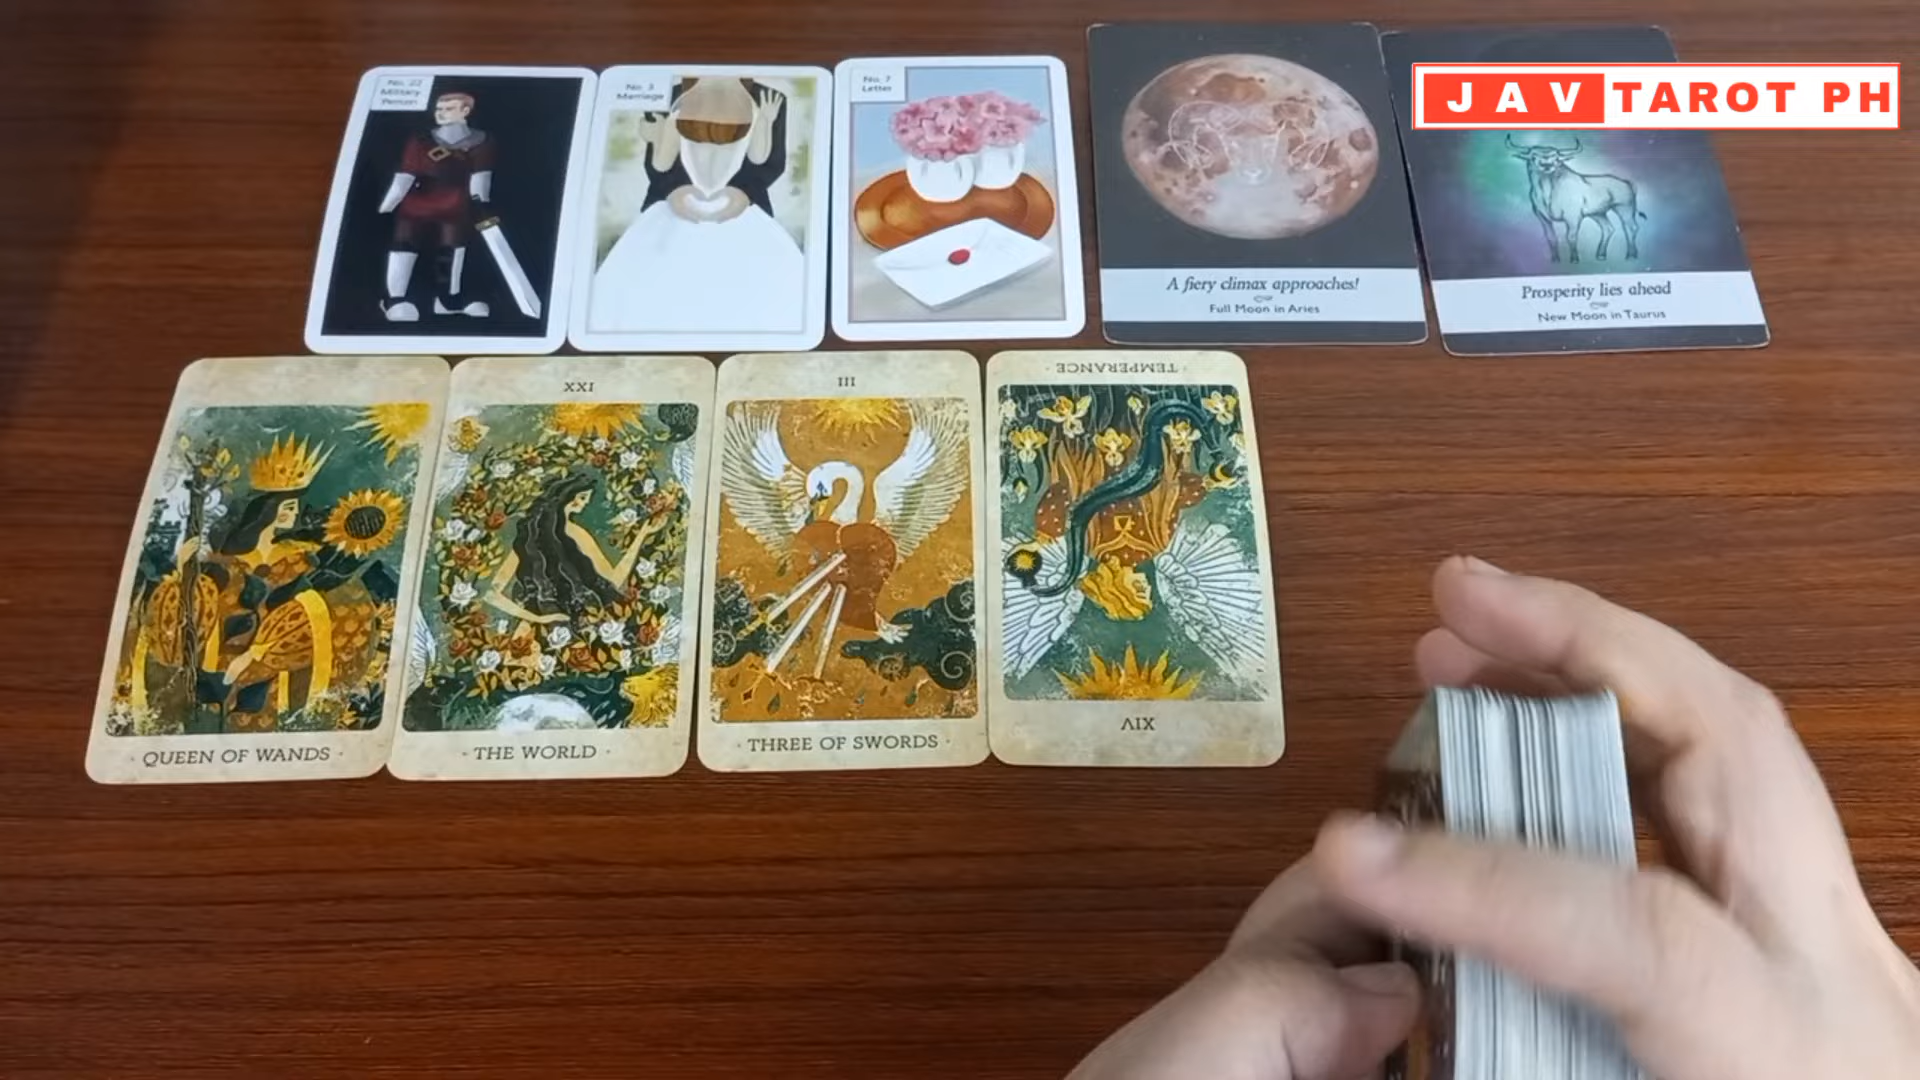 No. 22
Military
Person
No. 3
Marriage
No. 7
Letter
JAV TAROT PH
A fiery climax approaches!
Full Moon in Aries
Prosperity lies ahead
New Moon in Taurus
XXI
III
TEMPERANCE
QUEEN OF WANDS
THE WORLD
THREE OF SWORDS
XIV